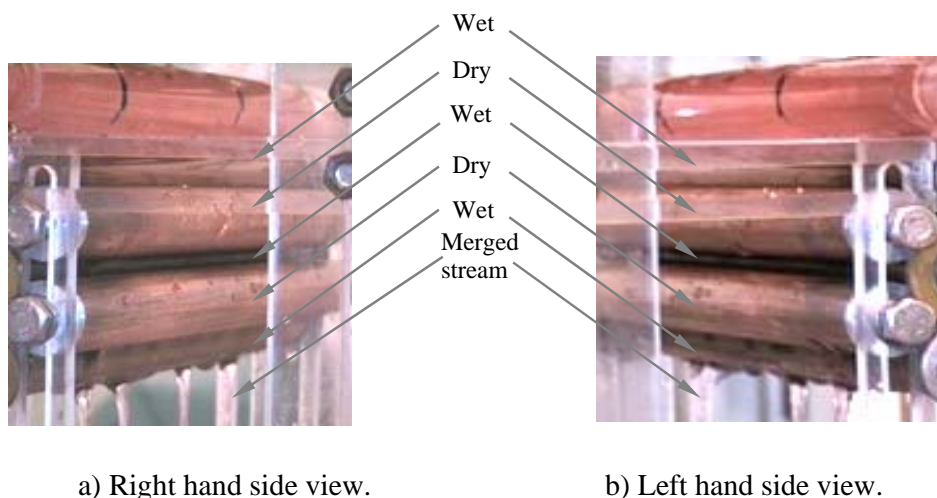 Wet
Dry
Wet
Dry
Wet
Merged
stream
a) Right hand side view.
b) Left hand side view.